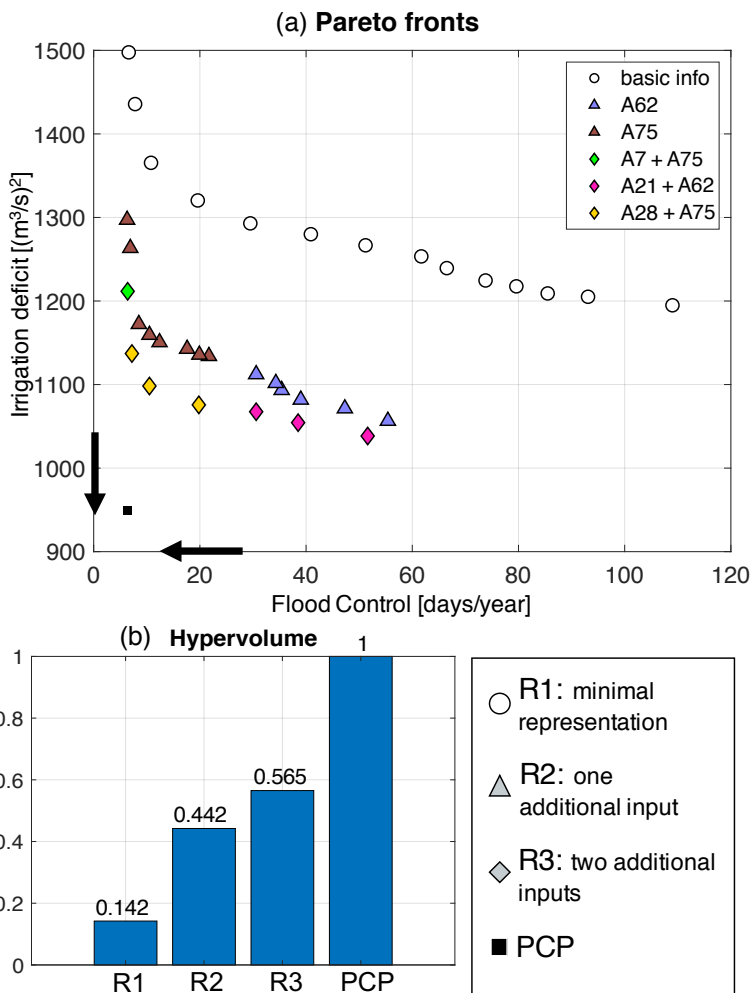 (a) Pareto fronts
1500
1400
1300
1200
1100
1000
900
Irrigation deficit [(m³/s)²]
basic info
A62
A75
A7 + A75
A21 + A62
A28 + A75
0 20 40 60 80 100 120
Flood Control [days/year]
(b) Hypervolume
1
0.8
0.6
0.4
0.2
0
0.142
0.442
0.565
1
R1 R2 R3 PCP
R1: minimal
representation
R2: one
additional input
R3: two additional
inputs
PCP